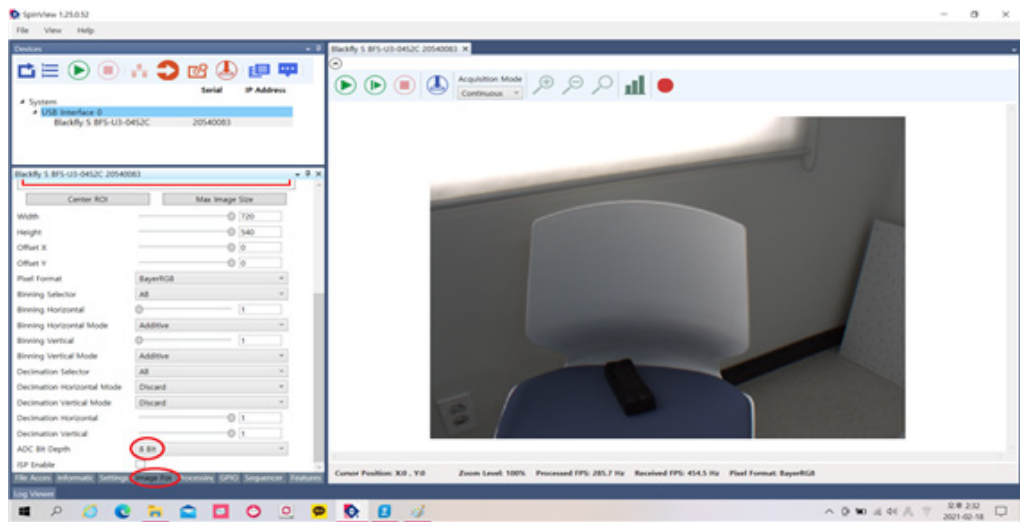 SpinView 1.25.0.52
File View Help
Devices
Serial IP Address
System
USB Interface 0
Blackfly S BFS-U3-04S2C 20540083
Blackfly S BFS-U3-04S2C 20540083
Center ROI Max Image Size
Width 720
Height 540
Offset X 0
Offset Y 0
Pixel Format BayerRG8
Binning Selector All
Binning Horizontal 1
Binning Horizontal Mode Additive
Binning Vertical 1
Binning Vertical Mode Additive
Decimation Selector All
Decimation Horizontal Mode Discard
Decimation Vertical Mode Discard
Decimation Horizontal 1
Decimation Vertical 1
ADC Bit Depth 8 Bit
ISP Enable
File Acces Informatic Settings Image For Processing GPIO Sequencer Features
Log Viewer
Blackfly S BFS-U3-04S2C 20540083
Acquisition Mode
Continuous
Cursor Position: X:0 , Y:0 Zoom Level: 100% Processed FPS: 285.7 Hz Received FPS: 454.5 Hz Pixel Format: BayerRG8
오후 2:32
2021-02-18